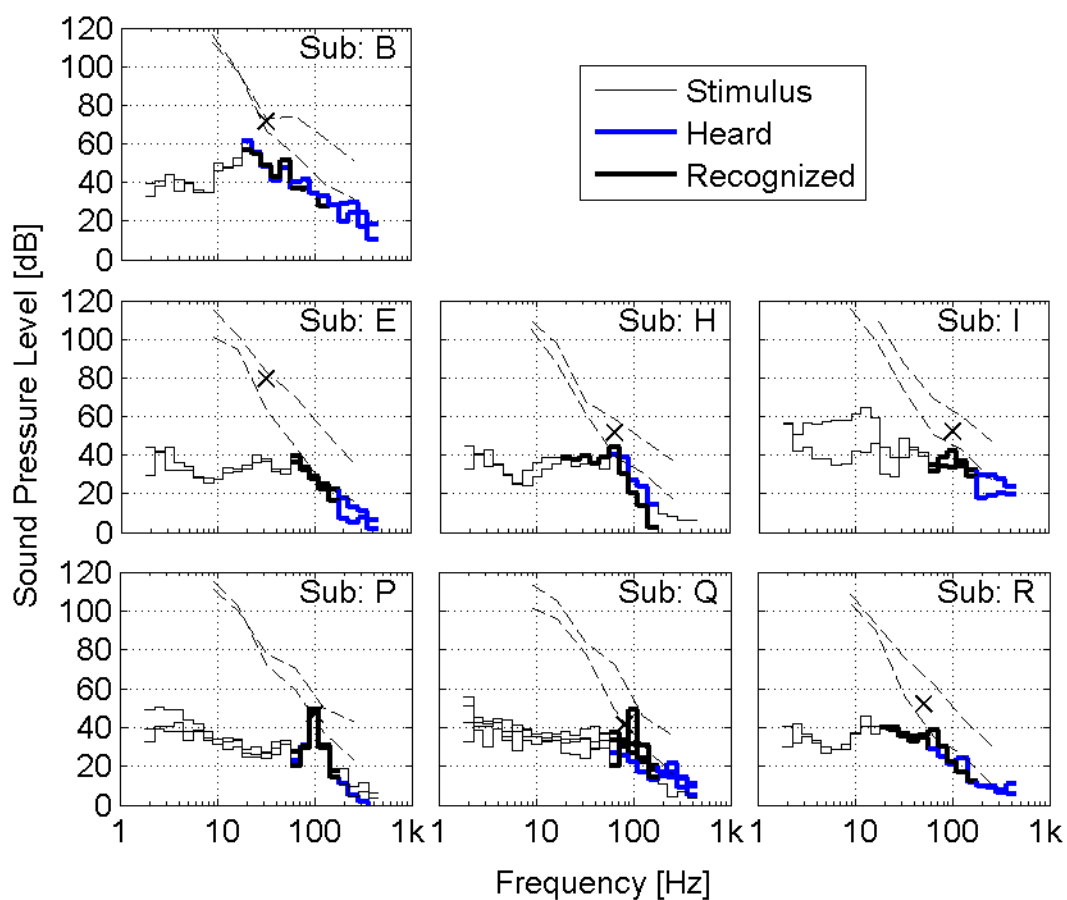 Sound Pressure Level [dB]
120
100
80
60
40
20
0
Sub: B
Stimulus
Heard
Recognized
120
100
80
60
40
20
0
Sub: E
Sub: H
Sub: I
120
100
80
60
40
20
0
Sub: P
Sub: Q
Sub: R
1 10 100 1k
1 10 100 1k
1 10 100 1k
Frequency [Hz]